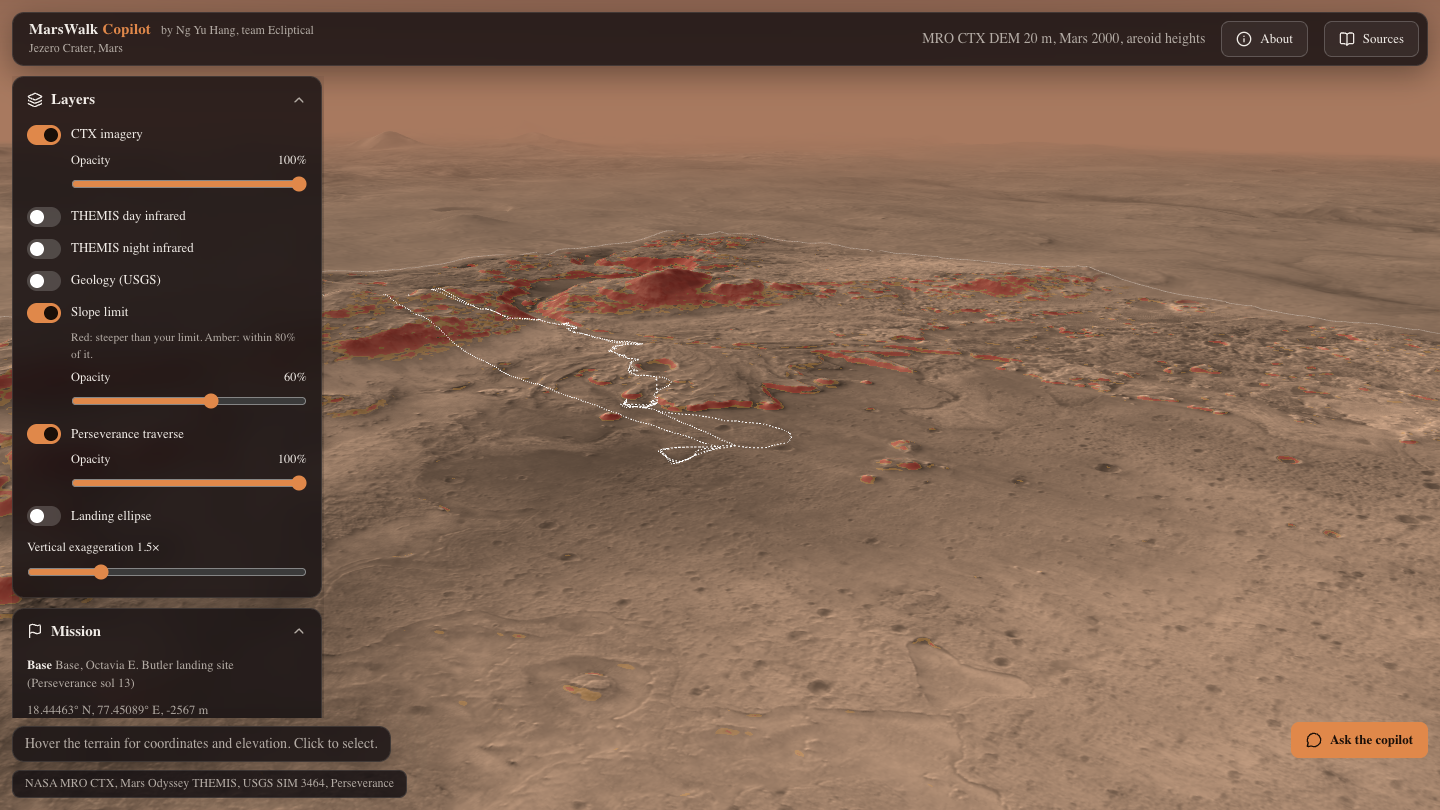 MarsWalk Copilot by Ng Yu Hang, team Ecliptical
Jezero Crater, Mars
MRO CTX DEM 20 m, Mars 2000, areoid heights
About
Sources
Layers
CTX imagery
Opacity 100%
THEMIS day infrared
THEMIS night infrared
Geology (USGS)
Slope limit
Red: steeper than your limit. Amber: within 80%
of it.
Opacity 60%
Perseverance traverse
Opacity 100%
Landing ellipse
Vertical exaggeration 1.5×
Mission
Base Base, Octavia E. Butler landing site
(Perseverance sol 13)
18.44463° N, 77.45089° E, -2567 m
Hover the terrain for coordinates and elevation. Click to select.
NASA MRO CTX, Mars Odyssey THEMIS, USGS SIM 3464, Perseverance
Ask the copilot